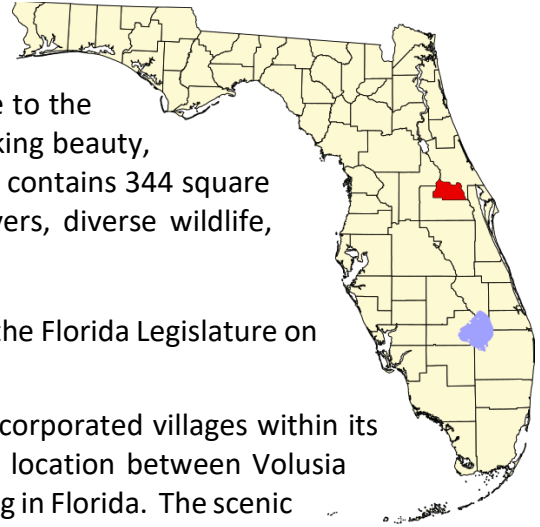 e to the
king beauty,
contains 344 square
vers, diverse wildlife,
the Florida Legislature on
corporated villages within its
location between Volusia
g in Florida. The scenic